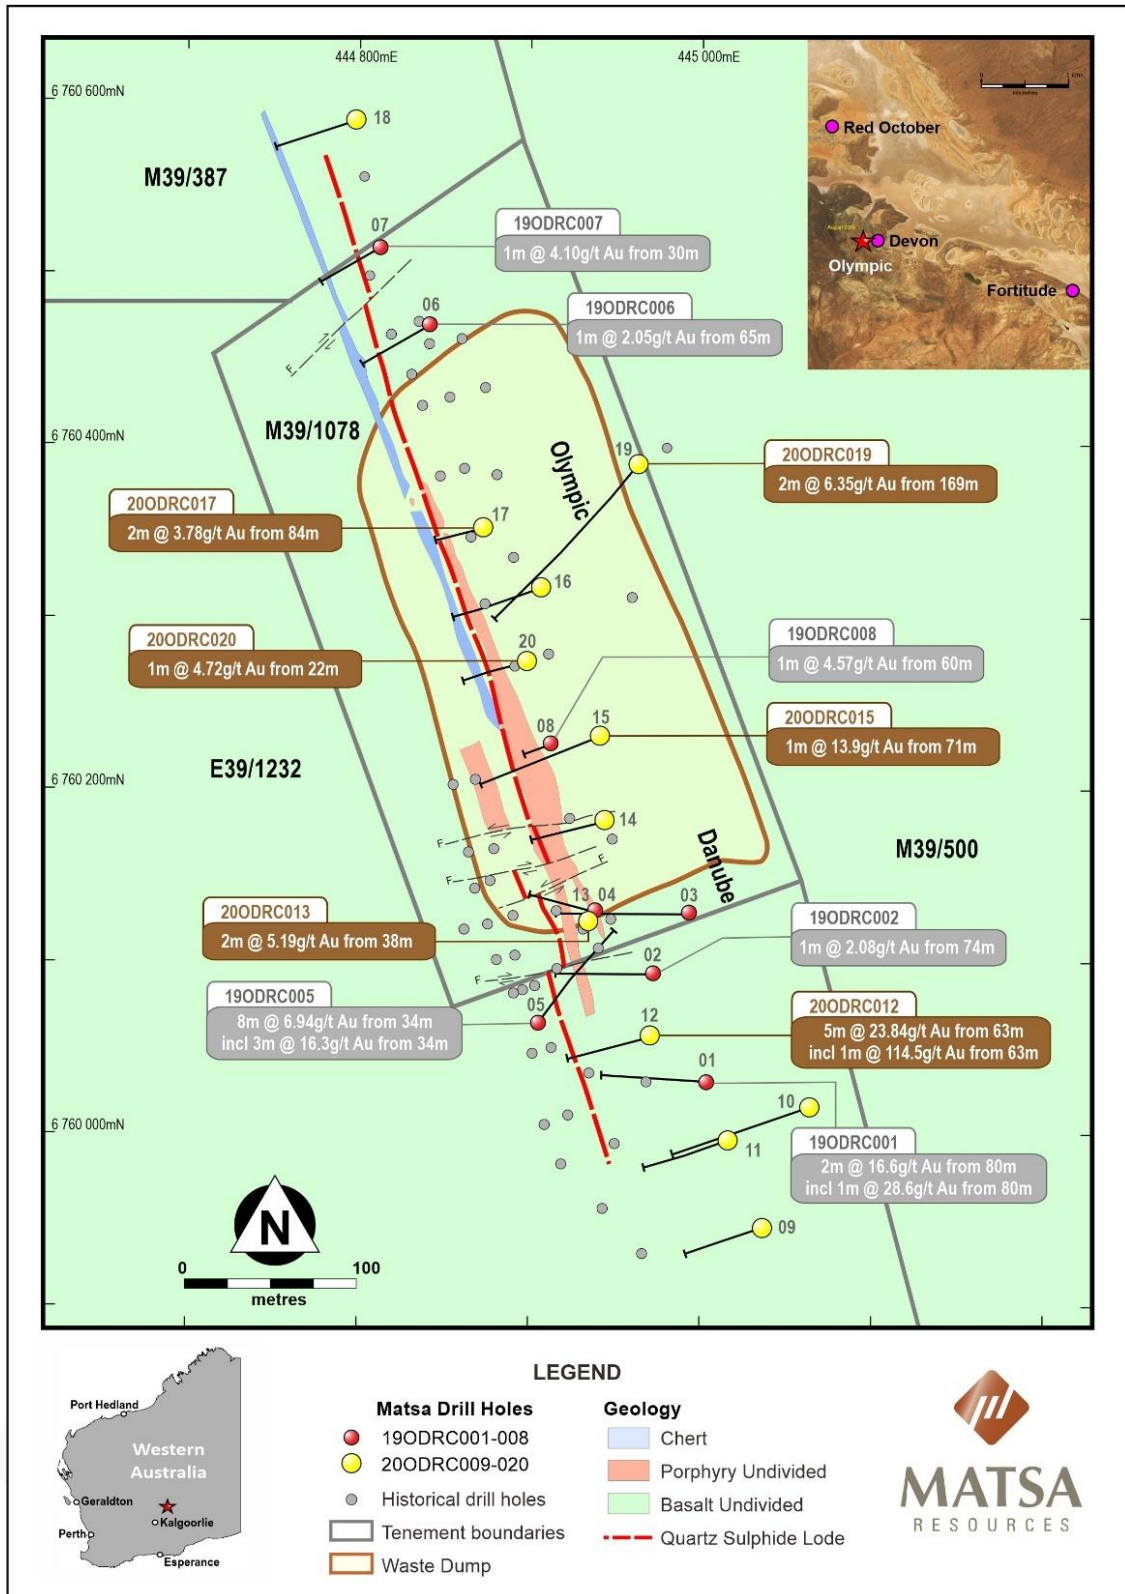 444 800mE
445 000mE
6 760 600mN
18
M39/387
Red October
Devon
Olympic
Fortitude
07
19ODRC007
1m @ 4.10g/t Au from 30m
06
19ODRC006
1m @ 2.05g/t Au from 65m
F
M39/1078
6 760 400mN
Olympic
19
20ODRC019
2m @ 6.35g/t Au from 169m
20ODRC017
2m @ 3.78g/t Au from 84m
17
16
20ODRC020
1m @ 4.72g/t Au from 22m
20
19ODRC008
1m @ 4.57g/t Au from 60m
08
15
20ODRC015
1m @ 13.9g/t Au from 71m
E39/1232
6 760 200mN
14
F
F
F
Danube
M39/500
20ODRC013
2m @ 5.19g/t Au from 38m
13
04
03
19ODRC002
1m @ 2.08g/t Au from 74m
02
F
19ODRC005
8m @ 6.94g/t Au from 34m
incl 3m @ 16.3g/t Au from 34m
05
12
20ODRC012
5m @ 23.84g/t Au from 63m
incl 1m @ 114.5g/t Au from 63m
01
10
6 760 000mN
11
19ODRC001
2m @ 16.6g/t Au from 80m
incl 1m @ 28.6g/t Au from 80m
09
N
0
100
metres
Port Hedland
Western
Australia
Geraldton
Kalgoorlie
Perth
Esperance
LEGEND
Matsa Drill Holes
19ODRC001-008
20ODRC009-020
Historical drill holes
Tenement boundaries
Waste Dump
Geology
Chert
Porphyry Undivided
Basalt Undivided
Quartz Sulphide Lode
MATSA
RESOURCES